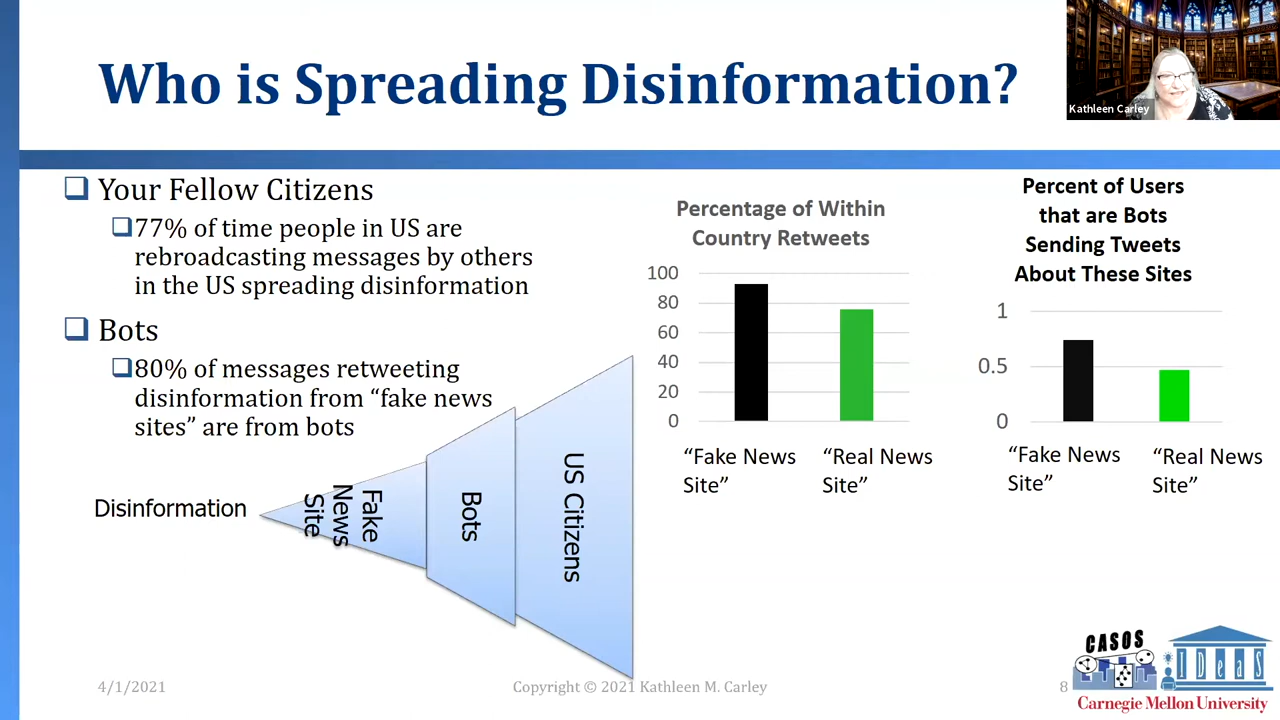 Who is Spreading Disinformation?
Kathleen Carley
❑ Your Fellow Citizens
❑77% of time people in US are
rebroadcasting messages by others
in the US spreading disinformation
❑ Bots
❑80% of messages retweeting
disinformation from “fake news
sites” are from bots
Disinformation
Fake
News
Site
Bots
US Citizens
Percentage of Within
Country Retweets
100
80
60
40
20
0
“Fake News
Site”
“Real News
Site”
Percent of Users
that are Bots
Sending Tweets
About These Sites
1
0.5
0
“Fake News
Site”
“Real News
Site”
4/1/2021
Copyright © 2021 Kathleen M. Carley
8
CASOS
IDeaS
Carnegie Mellon University